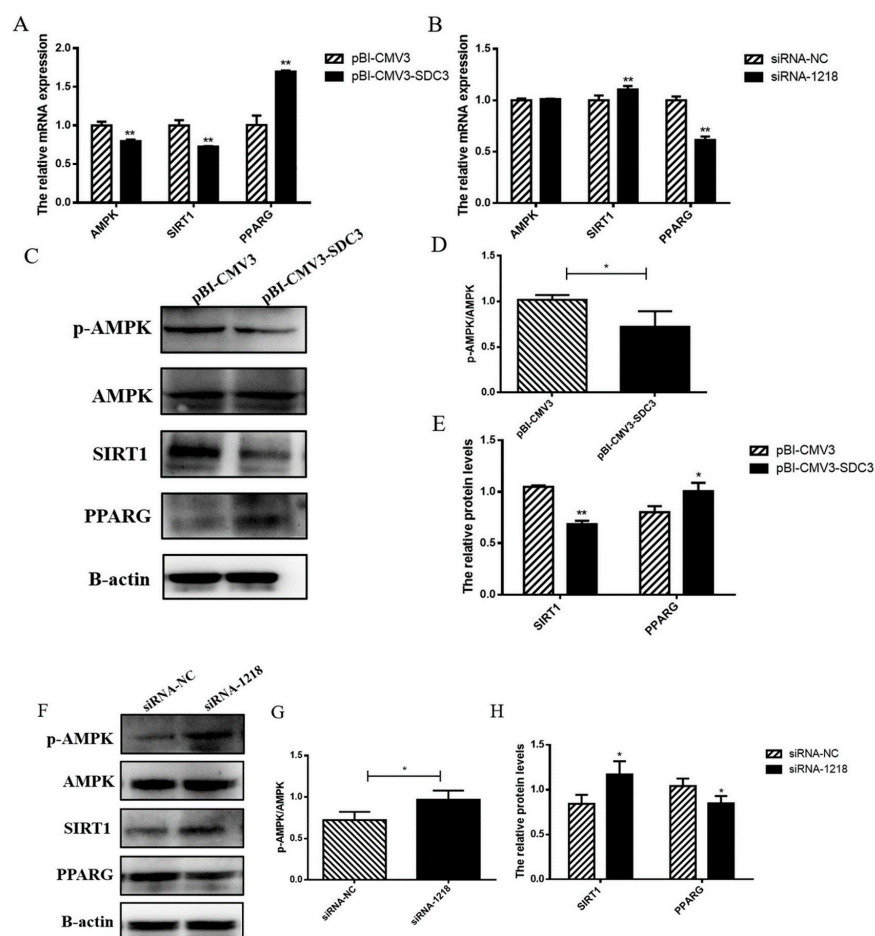 A
The relative mRNA expression
2.0
1.5
1.0
0.5
0.0
**
**
**
AMPK
SIRT1
PPARG
pBI-CMV3
pBI-CMV3-SDC3
B
The relative mRNA expression
1.5
1.0
0.5
0.0
**
**
AMPK
SIRT1
PPARG
siRNA-NC
siRNA-1218
C
pBI-CMV3
pBI-CMV3-SDC3
p-AMPK
AMPK
SIRT1
PPARG
B-actin
D
p-AMPK/AMPK
1.5
1.0
0.5
0.0
*
pBI-CMV3
pBI-CMV3-SDC3
E
The relative protein levels
1.5
1.0
0.5
0.0
**
*
SIRT1
PPARG
pBI-CMV3
pBI-CMV3-SDC3
F
siRNA-NC
siRNA-1218
p-AMPK
AMPK
SIRT1
PPARG
B-actin
G
p-AMPK/AMPK
1.5
1.0
0.5
0.0
*
siRNA-NC
siRNA-1218
H
The relative protein levels
1.5
1.0
0.5
0.0
*
*
SIRT1
PPARG
siRNA-NC
siRNA-1218